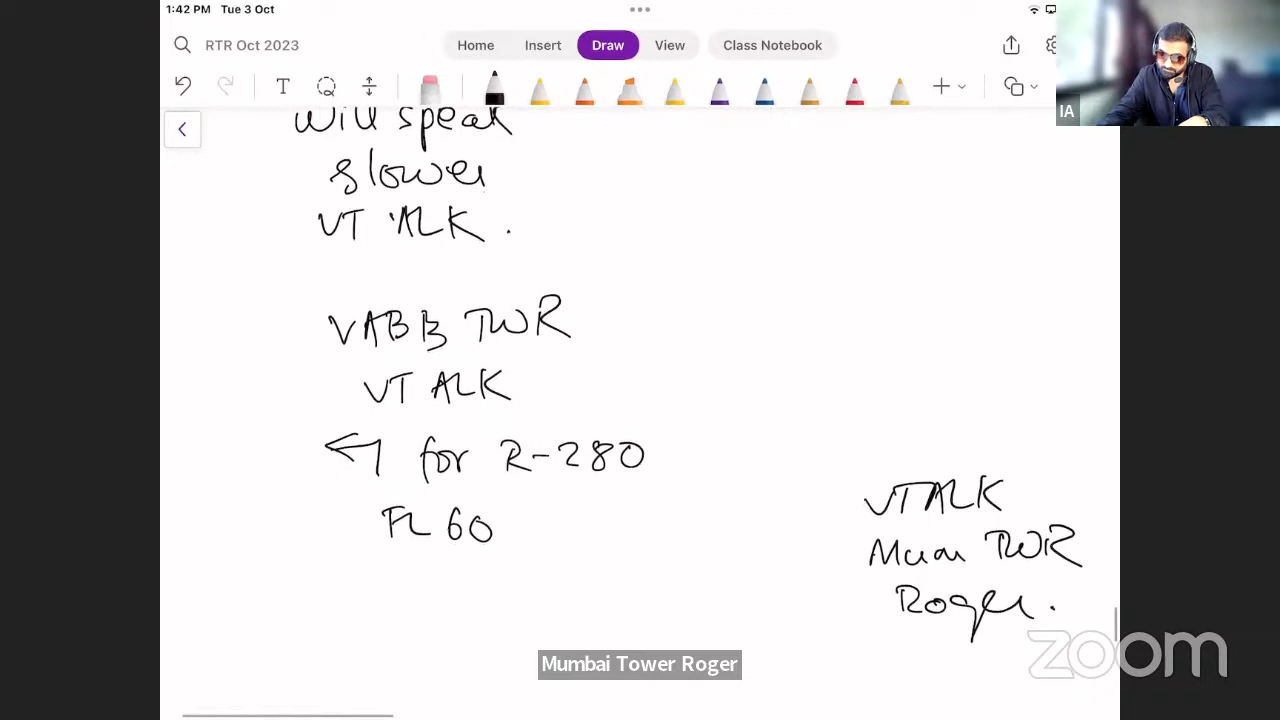 1:42 PM Tue 3 Oct
RTR Oct 2023
Home Insert Draw View Class Notebook
IA
will speak
slower
VT ALK.
VABB TWR
VT ALK
for R-280
FL 60
VTALK
Mum TWR
Roger.
zoom
Mumbai Tower Roger